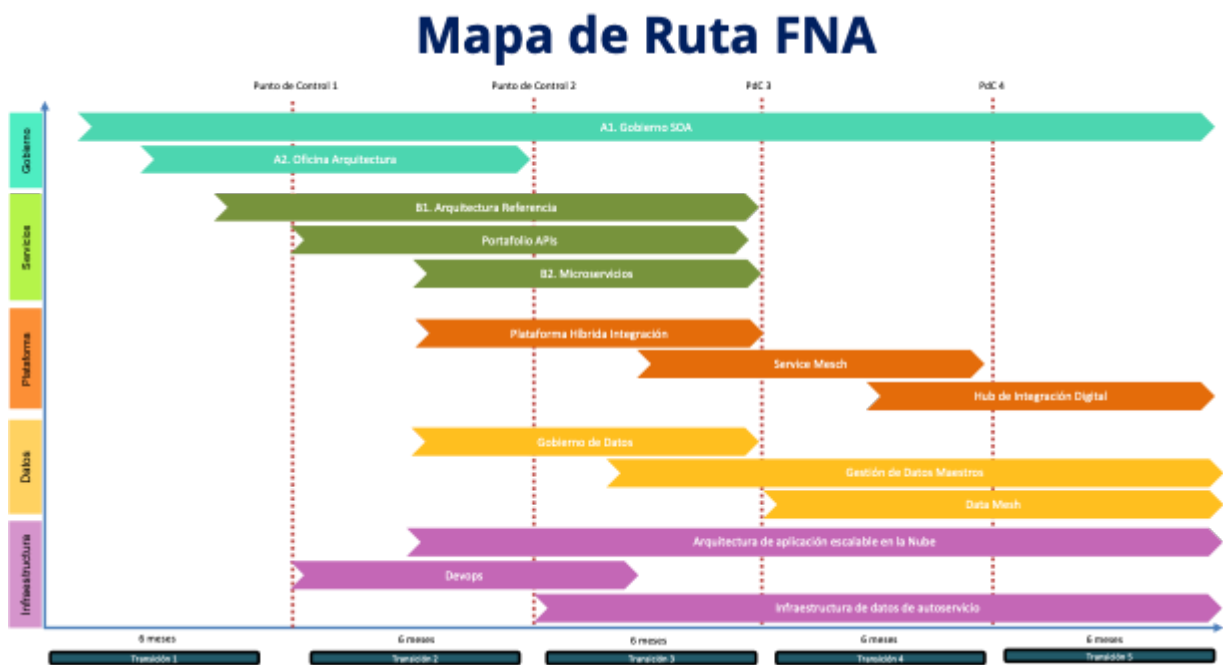 Mapa de Ruta FNA
Punto de Control 1
Punto de Control 2
PdC 3
PdC 4
Gobierno
A1. Gobierno SOA
A2. Oficina Arquitectura
Servicios
B1. Arquitectura Referencia
Portafolio APIs
B2. Microservicios
Plataforma
Plataforma Híbrida Integración
Service Mesch
Hub de Integración Digital
Datos
Gobierno de Datos
Gestión de Datos Maestros
Data Mesh
Infraestructura
Arquitectura de aplicación escalable en la Nube
Devops
Infraestructura de datos de autoservicio
6 meses
6 meses
6 meses
6 meses
6 meses
Transición 1
Transición 2
Transición 3
Transición 4
Transición 5